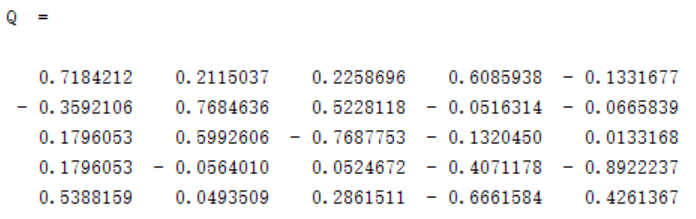 Q =
0.7184212 0.2115037 0.2258696 0.6085938 - 0.1331677
- 0.3592106 0.7684636 0.5228118 - 0.0516314 - 0.0665839
0.1796053 0.5992606 - 0.7687753 - 0.1320450 0.0133168
0.1796053 - 0.0564010 0.0524672 - 0.4071178 - 0.8922237
0.5388159 0.0493509 0.2861511 - 0.6661584 0.4261367